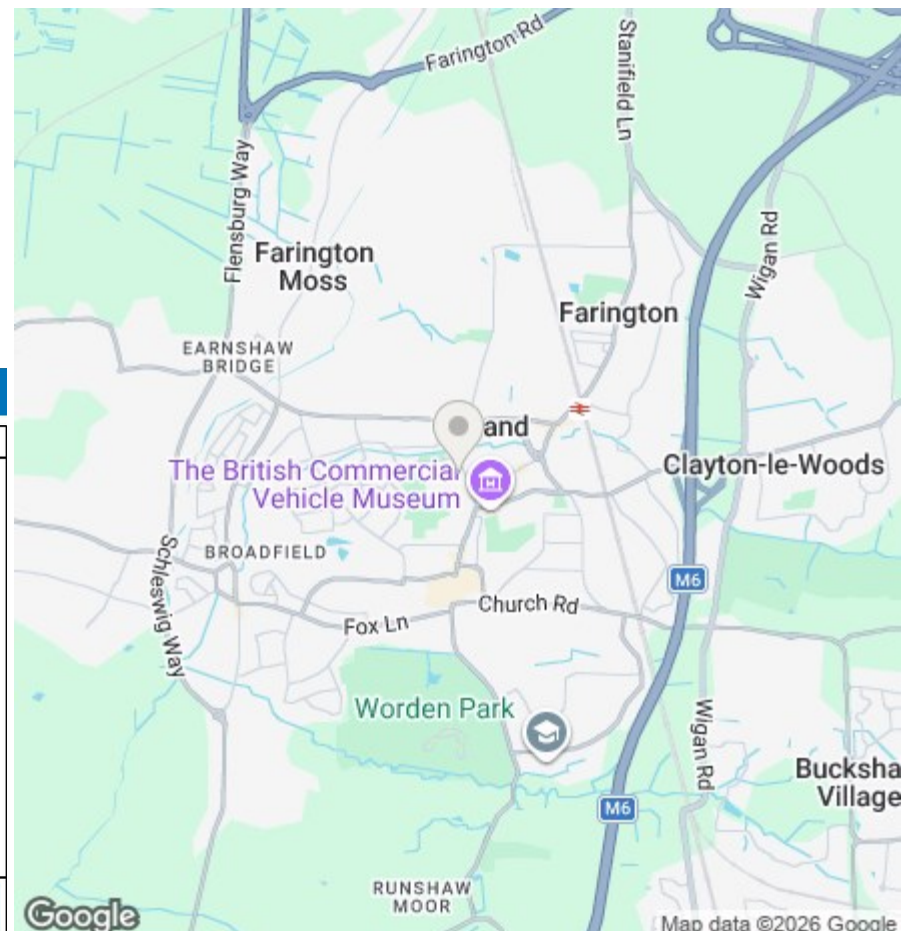 Farington Rd
Stanifield Ln
Flensburg Way
Wigan Rd
Farington
Moss
Farington
EARNSHAW
BRIDGE
and
The British Commercial
Vehicle Museum
Clayton-le-Woods
BROADFIELD
Schleswig Way
M6
Church Rd
Fox Ln
Worden Park
Wigan Rd
Bucksha
Village
M6
RUNSHAW
MOOR
Google
Map data ©2026 Google